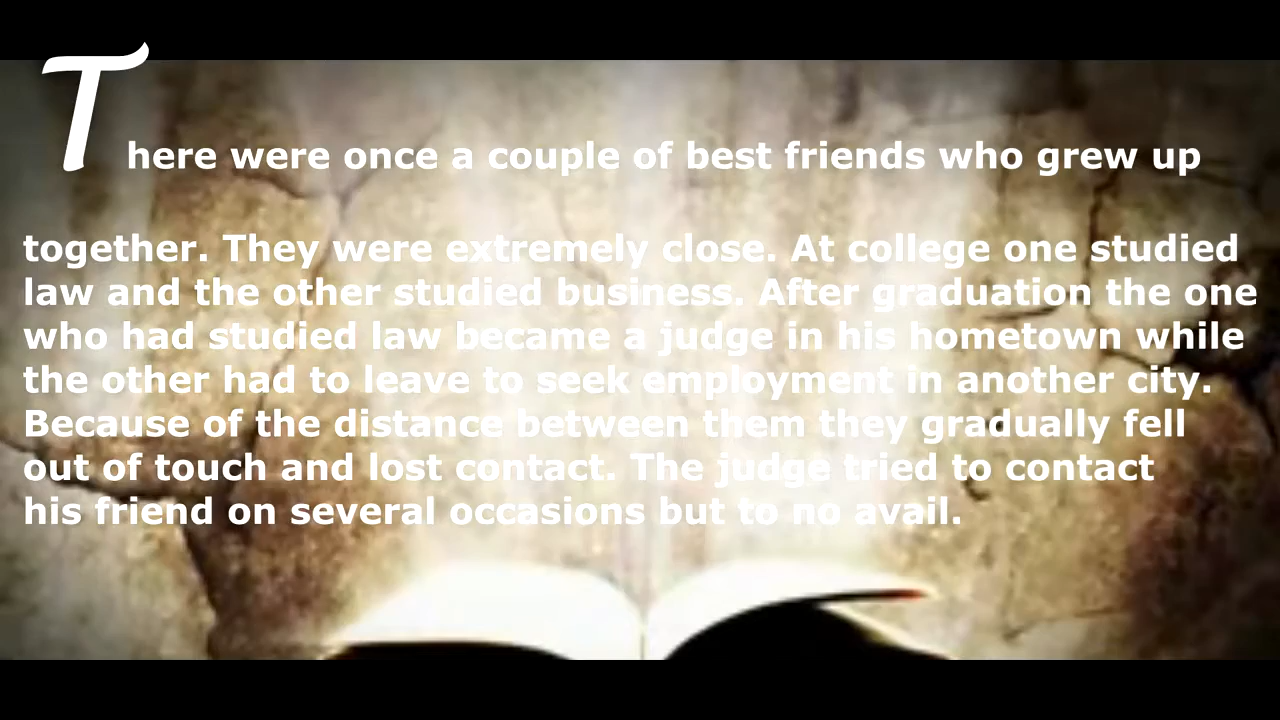 There were once a couple of best friends who grew up
together. They were extremely close. At college one studied
law and the other studied business. After graduation the one
who had studied law became a judge in his hometown while
the other had to leave to seek employment in another city.
Because of the distance between them they gradually fell
out of touch and lost contact. The judge tried to contact
his friend on several occasions but to no avail.